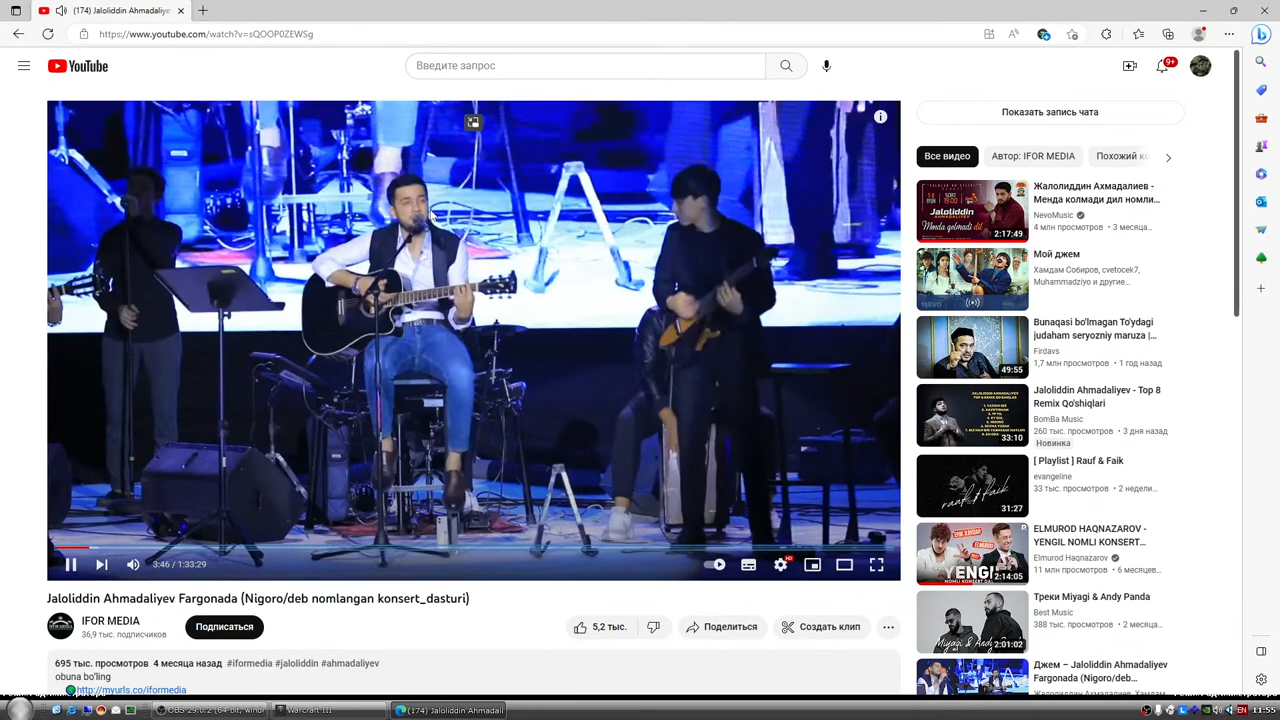 (174) Jaloliddin Ahmadaliye
https://www.youtube.com/watch?v=sQOOP0ZEWSg
YouTube
Введите запрос
9+
Показать запись чата
Все видео
Автор: IFOR MEDIA
Похожий ко
Жалолиддин Ахмадалиев -
Менда колмади дил номли...
NevoMusic
4 млн просмотров • 3 месяца...
Jaloliddin
2:17:49
Мой джем
Хамдам Собиров, cvetocek7,
Muhammadziyo и другие...
Bunaqasi bo'lmagan To'ydagi
judaham seryozniy maruza |...
Firdavs
1,7 млн просмотров • 1 год назад
49:55
Jaloliddin Ahmadaliyev - Top 8
Remix Qo'shiqlari
BomBa Music
260 тыс. просмотров • 3 дня назад
Новинка
33:10
[ Playlist ] Rauf & Faik
evangeline
33 тыс. просмотров • 2 недели...
rauf & faik
31:27
ELMUROD HAQNAZAROV -
YENGIL NOMLI KONSERT...
Elmurod Haqnazarov
11 млн просмотров • 6 месяцев...
2:14:05
Треки Miyagi & Andy Panda
Best Music
388 тыс. просмотров • 2 месяца...
2:01:02
Джем – Jaloliddin Ahmadaliyev
Fargonada (Nigoro/deb...
3:46 / 1:33:29
HD
Jaloliddin Ahmadaliyev Fargonada (Nigoro/deb nomlangan konsert_dasturi)
IFOR MEDIA
36,9 тыс. подписчиков
Подписаться
5,2 тыс.
Поделиться
Создать клип
695 тыс. просмотров 4 месяца назад #iformedia #jaloliddin #ahmadaliyev
obuna bo'ling
http://myurls.co/iformedia
OBS 29.0.2 (64-bit, wind
Warcraft III
(174) Jaloliddin Ahmadali
EN
11:55